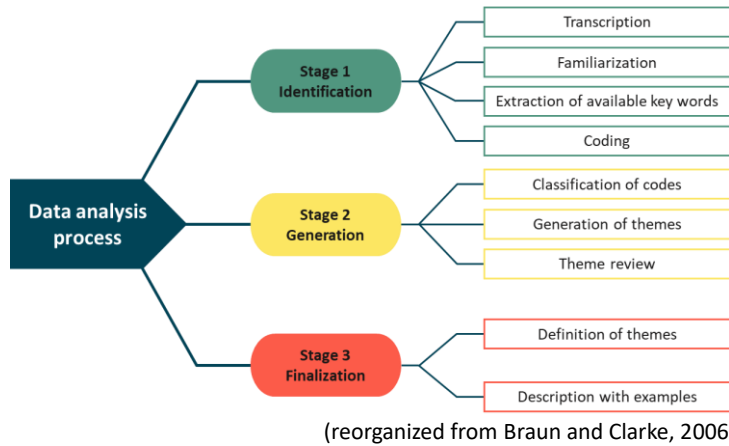 Data analysis
process
Stage 1
Identification
Transcription
Familiarization
Extraction of available key words
Coding
Stage 2
Generation
Classification of codes
Generation of themes
Theme review
Stage 3
Finalization
Definition of themes
Description with examples
(reorganized from Braun and Clarke, 2006